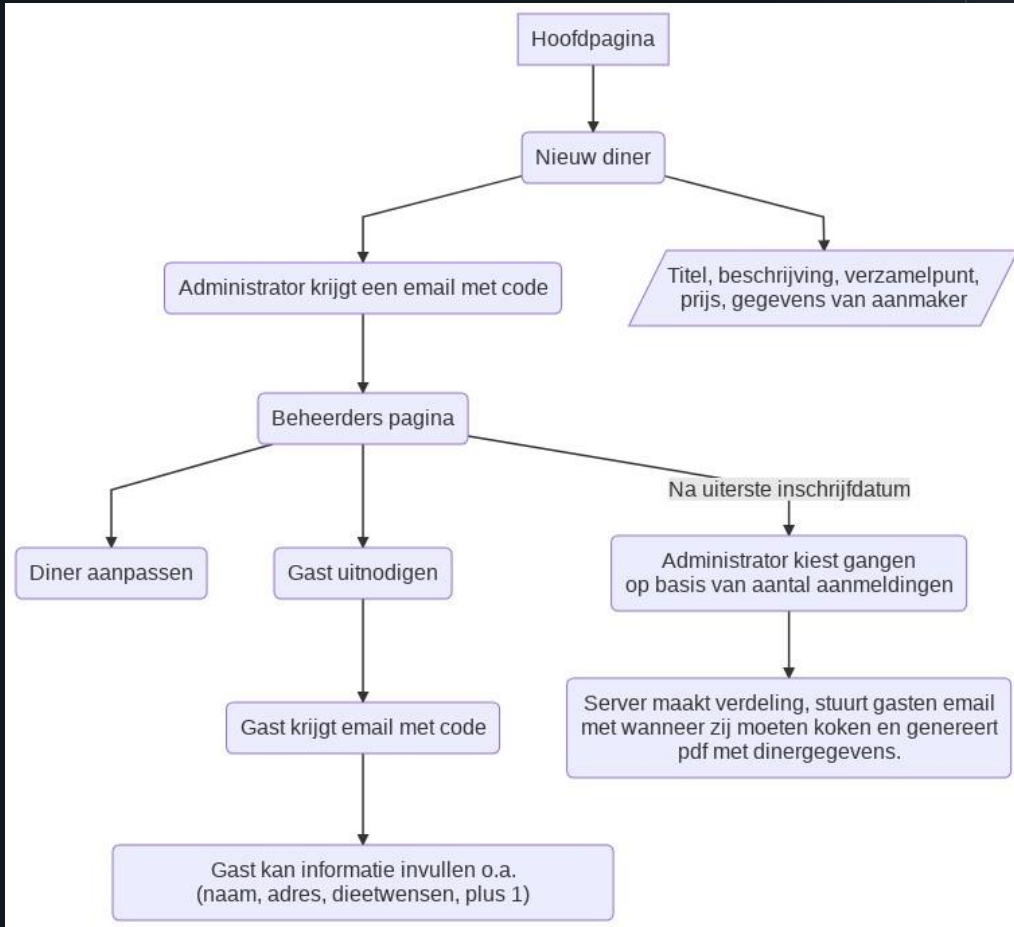 Hoofdpagina
Nieuw diner
Administrator krijgt een email met code
Titel, beschrijving, verzamelpunt,
prijs, gegevens van aanmaker
Beheerders pagina
Na uiterste inschrijfdatum
Diner aanpassen
Gast uitnodigen
Administrator kiest gangen
op basis van aantal aanmeldingen
Gast krijgt email met code
Server maakt verdeling, stuurt gasten email
met wanneer zij moeten koken en genereert
pdf met dinergegevens.
Gast kan informatie invullen o.a.
(naam, adres, dieetwensen, plus 1)